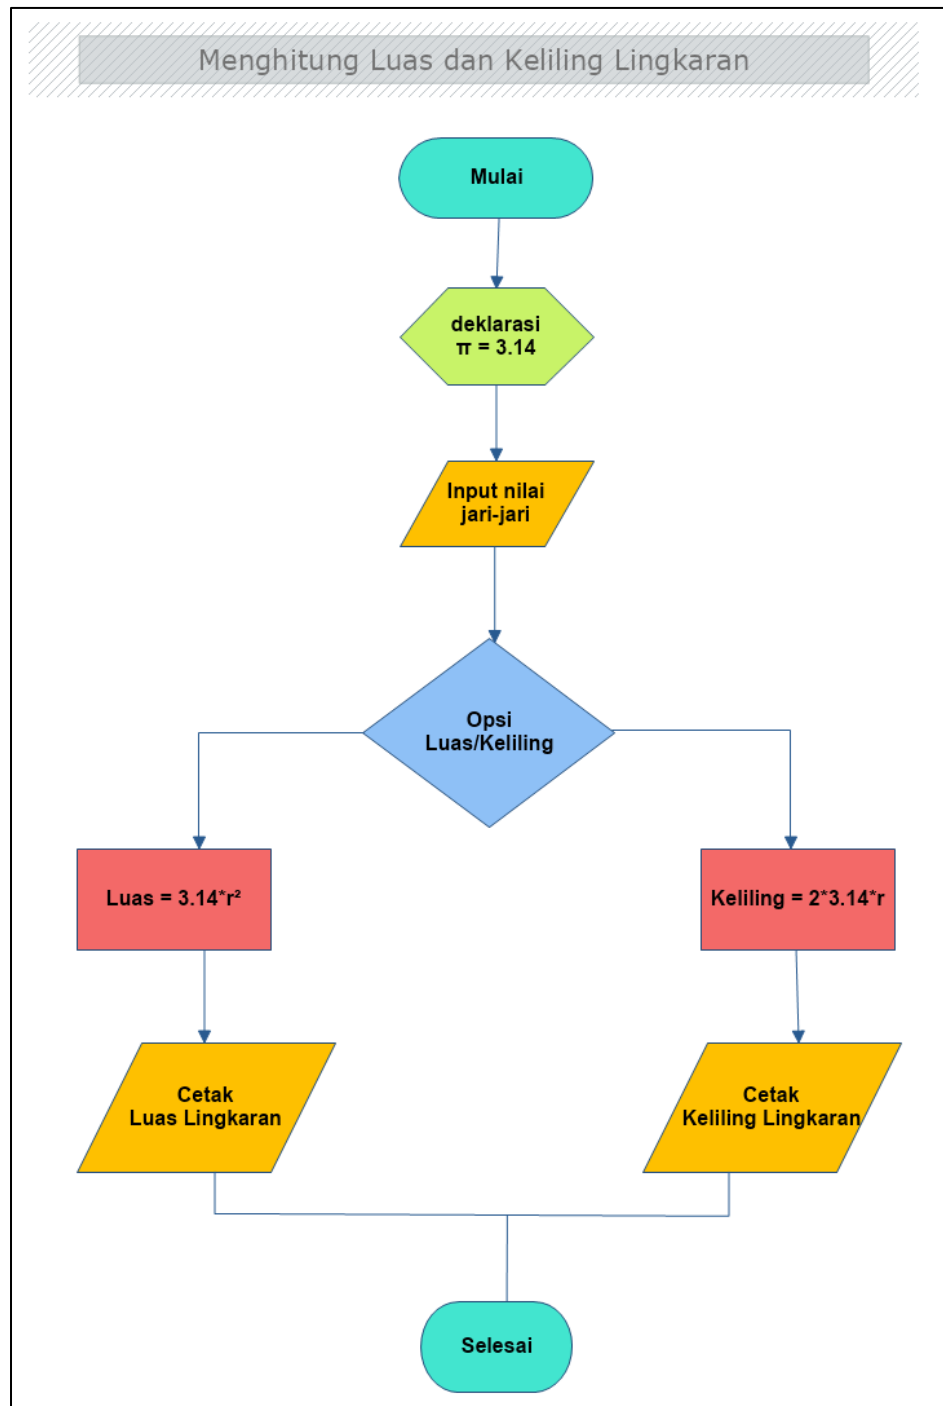 Menghitung Luas dan Keliling Lingkaran
Mulai
deklarasi
π = 3.14
Input nilai
jari-jari
Opsi
Luas/Keliling
Luas = 3.14*r²
Keliling = 2*3.14*r
Cetak
Luas Lingkaran
Cetak
Keliling Lingkaran
Selesai